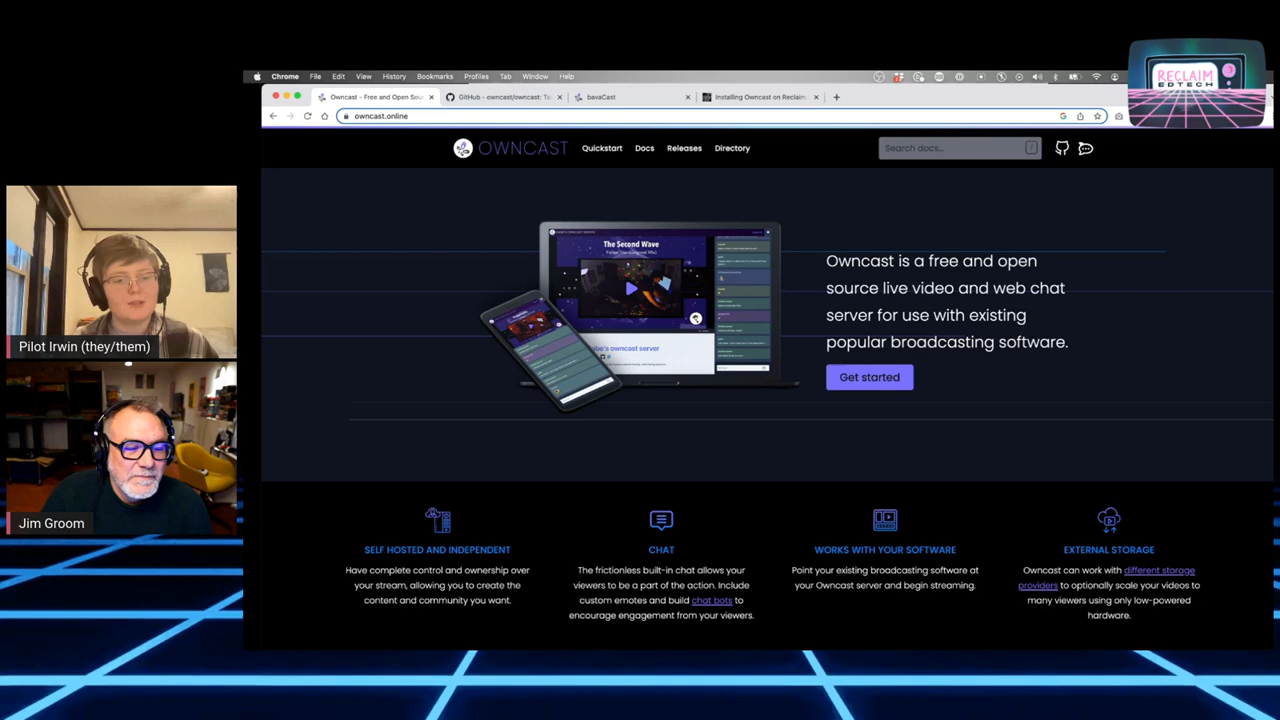 RECLAIM
EDTECH
Chrome File Edit View History Bookmarks Profiles Tab Window Help
Owncast - Free and Open Sou
GitHub - owncast/owncast: Ta
bavaCast
Installing Owncast on Reclaim
owncast.online
OWNCAST Quickstart Docs Releases Directory
Search docs...
/
The Second Wave
Owncast is a free and open
source live video and web chat
server for use with existing
popular broadcasting software.
Get started
owncast server
Pilot Irwin (they/them)
Jim Groom
SELF HOSTED AND INDEPENDENT
Have complete control and ownership over
your stream, allowing you to create the
content and community you want.
CHAT
The frictionless built-in chat allows your
viewers to be a part of the action. Include
custom emotes and build chat bots to
encourage engagement from your viewers.
WORKS WITH YOUR SOFTWARE
Point your existing broadcasting software at
your Owncast server and begin streaming.
EXTERNAL STORAGE
Owncast can work with different storage
providers to optionally scale your videos to
many viewers using only low-powered
hardware.